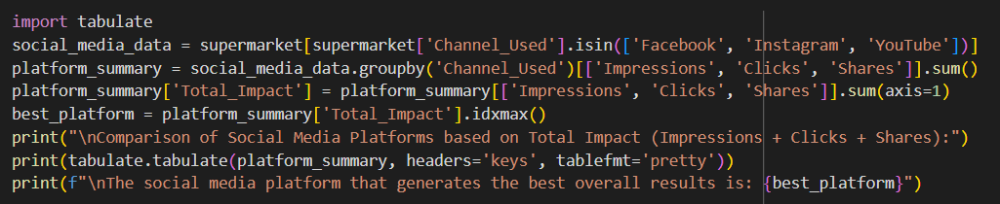 import tabulate
social_media_data = supermarket[supermarket['Channel_Used'].isin(['Facebook', 'Instagram', 'YouTube'])]
platform_summary = social_media_data.groupby('Channel_Used')[['Impressions', 'Clicks', 'Shares']].sum()
platform_summary['Total_Impact'] = platform_summary[['Impressions', 'Clicks', 'Shares']].sum(axis=1)
best_platform = platform_summary['Total_Impact'].idxmax()
print("\nComparison of Social Media Platforms based on Total Impact (Impressions + Clicks + Shares):")
print(tabulate.tabulate(platform_summary, headers='keys', tablefmt='pretty'))
print(f"\nThe social media platform that generates the best overall results is: {best_platform}")